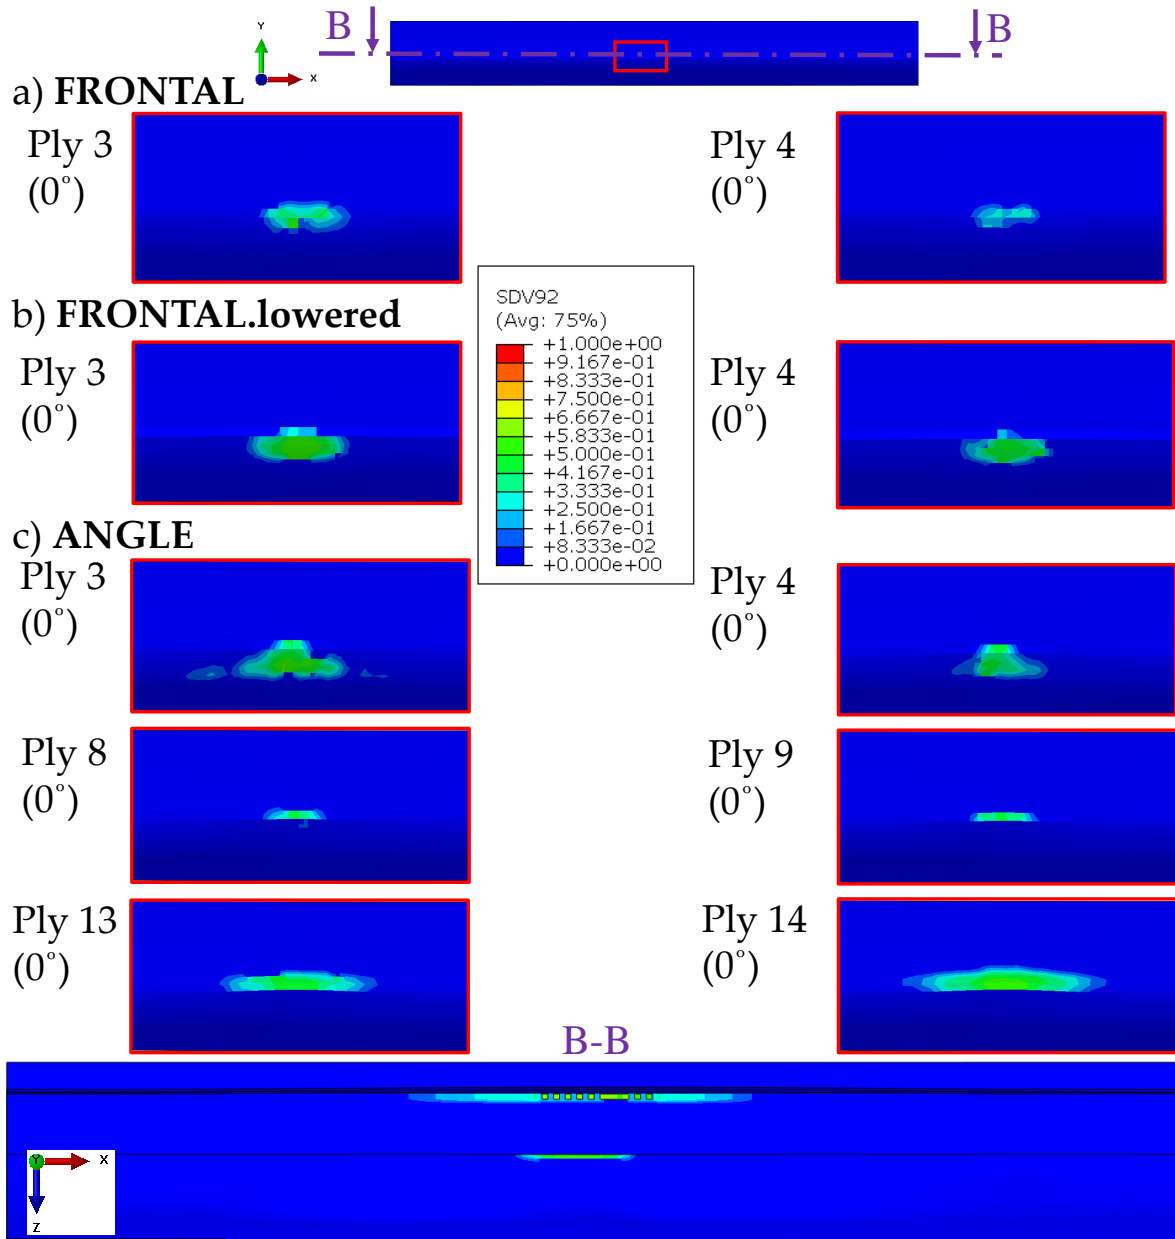 B
B
Y
X
a) FRONTAL
Ply 3
(0°)
Ply 4
(0°)
SDV92
(Avg: 75%)
+1.000e+00
+9.167e-01
+8.333e-01
+7.500e-01
+6.667e-01
+5.833e-01
+5.000e-01
+4.167e-01
+3.333e-01
+2.500e-01
+1.667e-01
+8.333e-02
+0.000e+00
b) FRONTAL.lowered
Ply 3
(0°)
Ply 4
(0°)
c) ANGLE
Ply 3
(0°)
Ply 4
(0°)
Ply 8
(0°)
Ply 9
(0°)
Ply 13
(0°)
Ply 14
(0°)
B-B
Y
X
Z